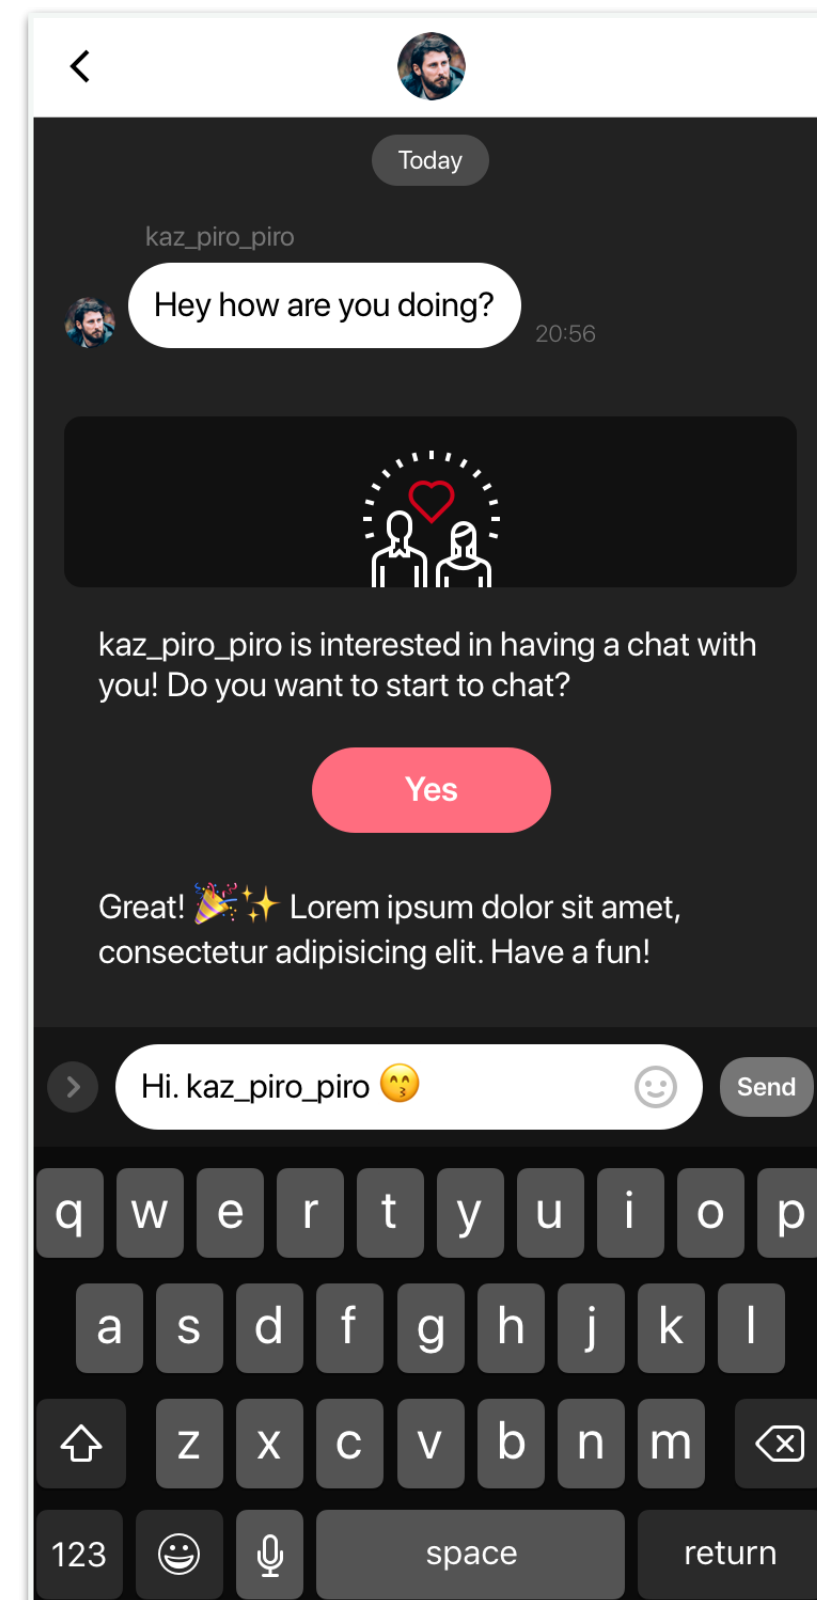 Today
kaz_piro_piro
Hey how are you doing?
20:56
kaz_piro_piro is interested in having a chat with
you! Do you want to start to chat?
Yes
Great! 🎉✨ Lorem ipsum dolor sit amet,
consectetur adipisicing elit. Have a fun!
Hi. kaz_piro_piro 😙
Send
q w e r t y u i o p
a s d f g h j k l
z x c v b n m
123 space return